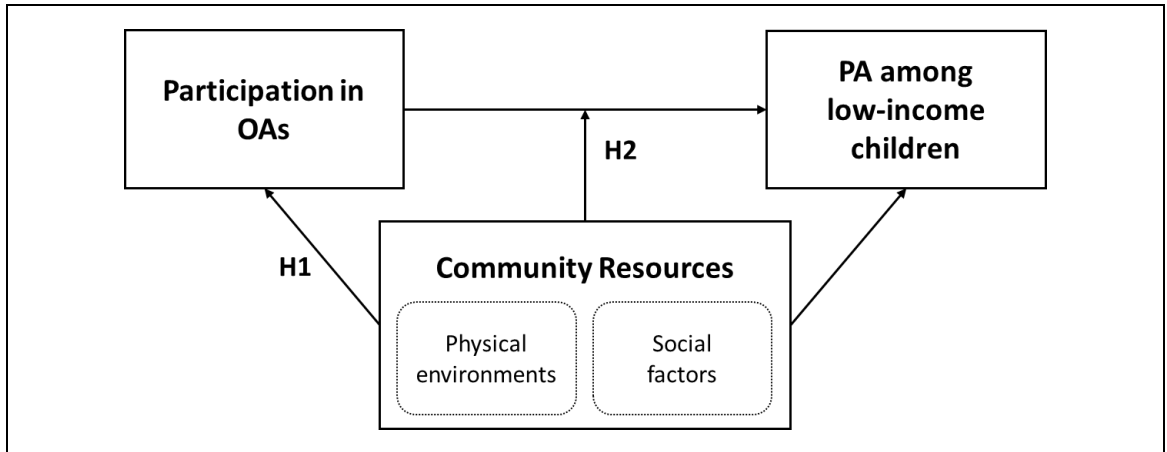 Participation in
OAs
PA among
low-income
children
H2
H1
Community Resources
Physical
environments
Social
factors